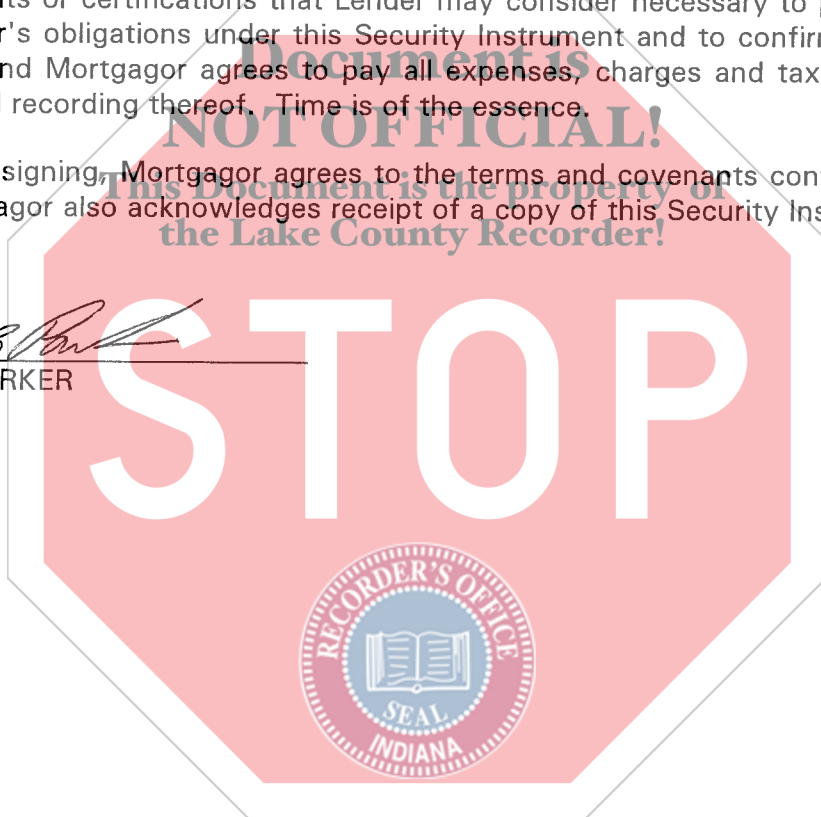 ts or certifications that Lender may consider necessary to
r's obligations under this Security Instrument and to confirm
nd Mortgagor agrees to pay all expenses, charges and tax
recording thereof. Time is of the essence.
Document is
NOT OFFICIAL!
signing, Mortgagor agrees to the terms and covenants con
agor also acknowledges receipt of a copy of this Security Ins
This Document is the property of
the Lake County Recorder!
RKER
STOP
RECORDER'S OFFICE
SEAL
INDIANA